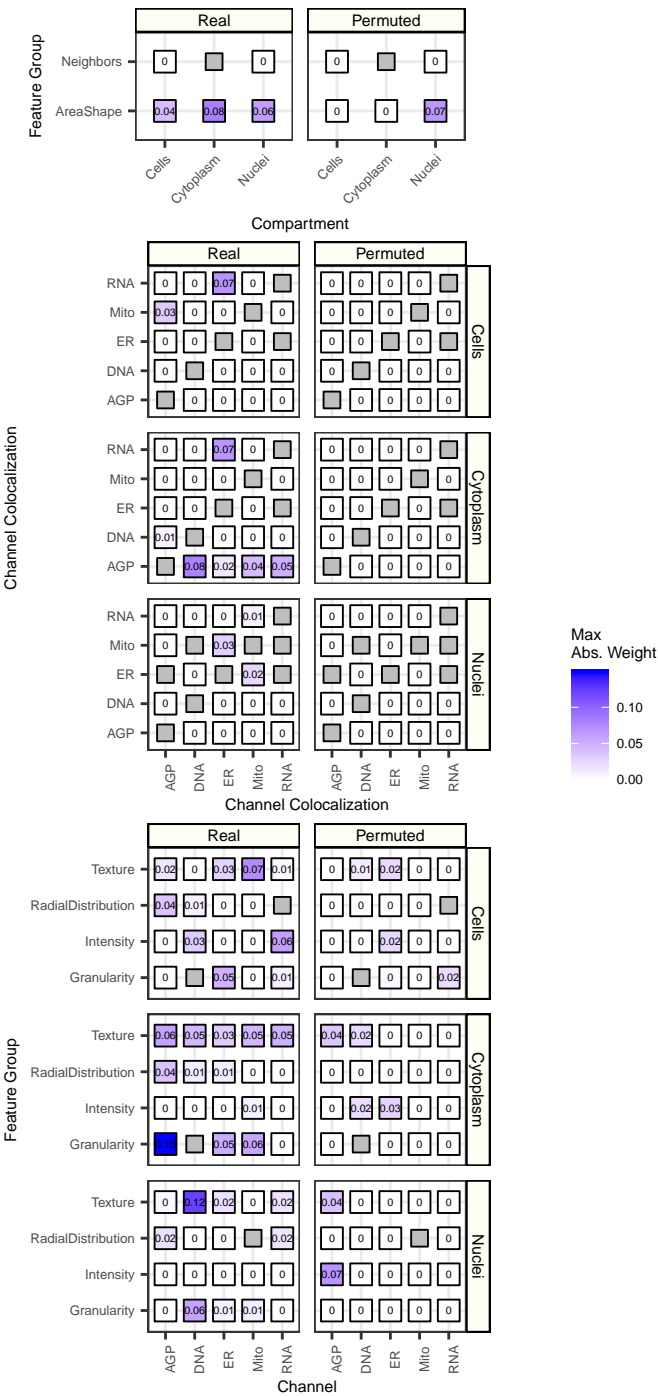 Real Permuted
Feature Group
Neighbors 0 0 0 0
AreaShape 0.04 0.08 0.06 0 0 0.07
Cells Cytoplasm Nuclei Cells Cytoplasm Nuclei
Compartment
Real Permuted
Channel Colocalization
RNA 0 0 0.07 0 0 0 0 0
Mito 0.03 0 0 0 0 0 0 0
ER 0 0 0 0 0 0
DNA 0 0 0 0 0 0 0 0
AGP 0 0 0 0 0 0 0 0
Cells
RNA 0 0 0.07 0 0 0 0 0
Mito 0 0 0 0 0 0 0 0
ER 0 0 0 0 0 0
DNA 0.01 0 0 0 0 0 0 0
AGP 0.08 0.02 0.04 0.05 0 0 0 0
Cytoplasm
RNA 0 0 0 0.01 0 0 0 0
Mito 0 0.03 0 0
ER 0 0.02 0 0
DNA 0 0 0 0 0 0 0 0
AGP 0 0 0 0 0 0 0 0
Nuclei
AGP DNA ER Mito RNA AGP DNA ER Mito RNA
Channel Colocalization
Max
Abs. Weight
0.10
0.05
0.00
Real Permuted
Feature Group
Texture 0.02 0 0.03 0.07 0.01 0 0.01 0.02 0 0
RadialDistribution 0.04 0.01 0 0 0 0 0 0
Intensity 0 0.03 0 0 0.06 0 0 0.02 0 0
Granularity 0 0.05 0 0.01 0 0 0 0.02
Cells
Texture 0.06 0.05 0.03 0.05 0.05 0.04 0.02 0 0 0
RadialDistribution 0.04 0.01 0.01 0 0 0 0 0 0 0
Intensity 0 0 0 0.01 0 0 0.02 0.03 0 0
Granularity 0.05 0.06 0 0 0 0 0
Cytoplasm
Texture 0 0.12 0.02 0 0.02 0.04 0 0 0 0
RadialDistribution 0.02 0 0 0.02 0 0 0 0
Intensity 0 0 0 0 0 0.07 0 0 0 0
Granularity 0 0.06 0.01 0.01 0 0 0 0 0 0
Nuclei
AGP DNA ER Mito RNA AGP DNA ER Mito RNA
Channel